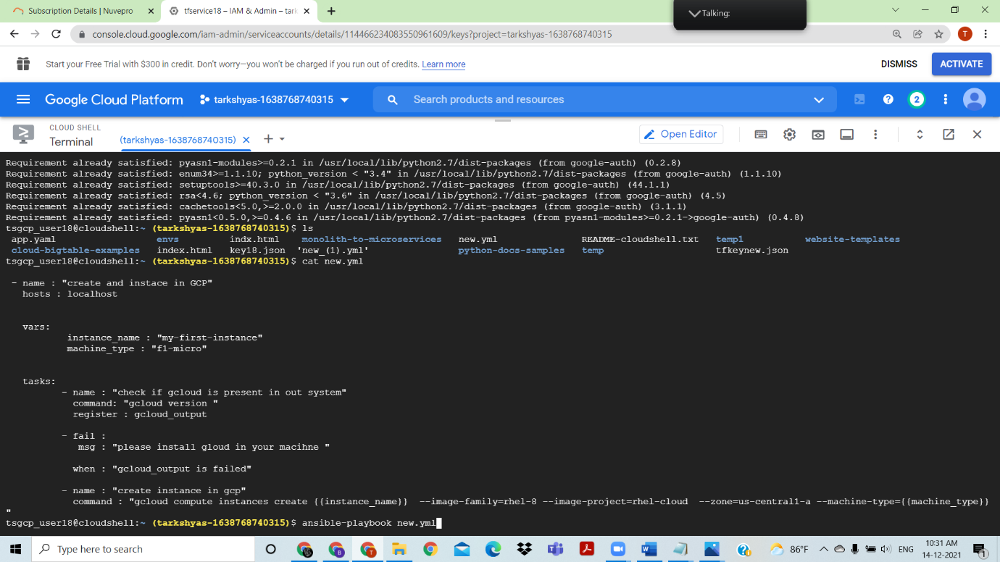 Subscription Details | Nuvepro
tfservice18 – IAM & Admin – tark
Talking:
console.cloud.google.com/iam-admin/serviceaccounts/details/114466234083550961609/keys?project=tarkshyas-1638768740315
T
Start your Free Trial with $300 in credit. Don't worry—you won't be charged if you run out of credits. Learn more
DISMISS
ACTIVATE
Google Cloud Platform
tarkshyas-1638768740315
Search products and resources
2
CLOUD SHELL
Terminal
(tarkshyas-1638768740315)
Open Editor
Requirement already satisfied: pyasn1-modules>=0.2.1 in /usr/local/lib/python2.7/dist-packages (from google-auth) (0.2.8)
Requirement already satisfied: enum34>=1.1.10; python_version < "3.4" in /usr/local/lib/python2.7/dist-packages (from google-auth) (1.1.10)
Requirement already satisfied: setuptools>=40.3.0 in /usr/local/lib/python2.7/dist-packages (from google-auth) (44.1.1)
Requirement already satisfied: rsa<4.6; python_version < "3.6" in /usr/local/lib/python2.7/dist-packages (from google-auth) (4.5)
Requirement already satisfied: cachetools<5.0,>=2.0.0 in /usr/local/lib/python2.7/dist-packages (from google-auth) (3.1.1)
Requirement already satisfied: pyasn1<0.5.0,>=0.4.6 in /usr/local/lib/python2.7/dist-packages (from pyasn1-modules>=0.2.1->google-auth) (0.4.8)
tsgcp_user18@cloudshell:~ (tarkshyas-1638768740315)$ ls
app.yaml envs indx.html monolith-to-microservices new.yml README-cloudshell.txt temp1 website-templates
cloud-bigtable-examples index.html key18.json 'new_(1).yml' python-docs-samples temp tfkeynew.json
tsgcp_user18@cloudshell:~ (tarkshyas-1638768740315)$ cat new.yml
- name : "create and instace in GCP"
hosts : localhost
vars:
instance_name : "my-first-instance"
machine_type : "f1-micro"
tasks:
- name : "check if gcloud is present in out system"
command: "gcloud version "
register : gcloud_output
- fail :
msg : "please install gloud in your macihne "
when : "gcloud_output is failed"
- name : "create instance in gcp"
command : "gcloud compute instances create {{instance_name}} --image-family=rhel-8 --image-project=rhel-cloud --zone=us-central1-a --machine-type={{machine_type}}
"
tsgcp_user18@cloudshell:~ (tarkshyas-1638768740315)$ ansible-playbook new.yml
Type here to search
86°F
ENG
10:31 AM
14-12-2021
1